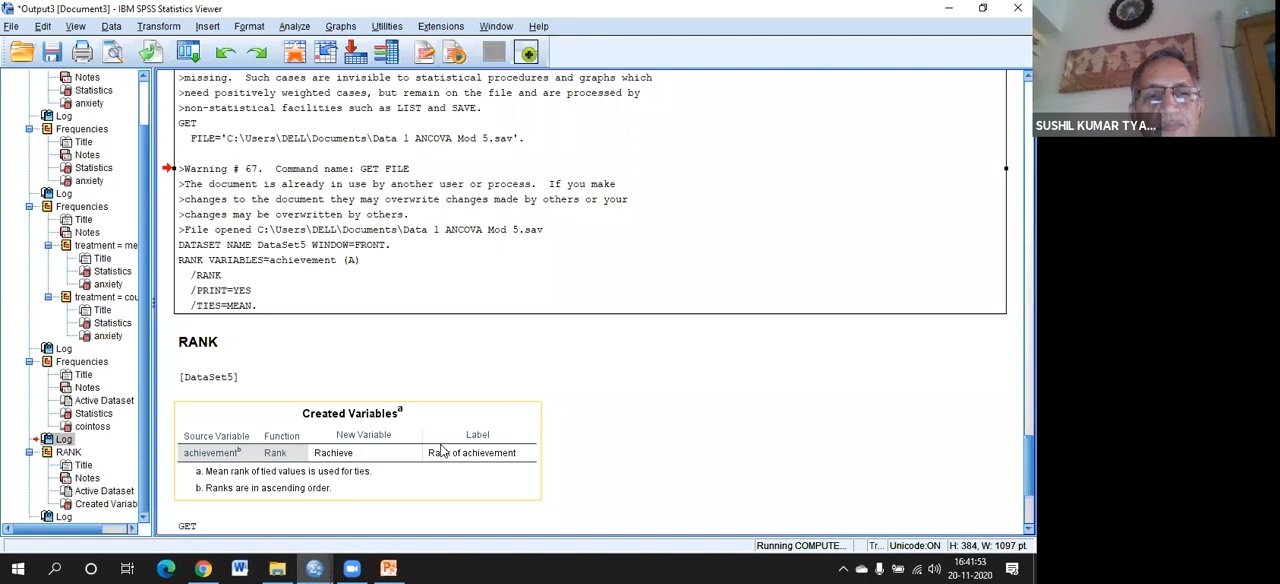 *Output3 [Document3] - IBM SPSS Statistics Viewer
File Edit View Data Transform Insert Format Analyze Graphs Utilities Extensions Window Help
Notes
Statistics
anxiety
Log
Frequencies
Title
Notes
Statistics
anxiety
Log
Frequencies
Title
Notes
treatment = me
Title
Statistics
anxiety
treatment = cou
Title
Statistics
anxiety
Log
Frequencies
Title
Notes
Active Dataset
Statistics
cointoss
Log
RANK
Title
Notes
Active Dataset
Created Variab
Log
>missing. Such cases are invisible to statistical procedures and graphs which
>need positively weighted cases, but remain on the file and are processed by
>non-statistical facilities such as LIST and SAVE.
GET
FILE='C:\Users\DELL\Documents\Data 1 ANCOVA Mod 5.sav'.
>Warning # 67. Command name: GET FILE
>The document is already in use by another user or process. If you make
>changes to the document they may overwrite changes made by others or your
>changes may be overwritten by others.
>File opened C:\Users\DELL\Documents\Data 1 ANCOVA Mod 5.sav
DATASET NAME DataSet5 WINDOW=FRONT.
RANK VARIABLES=achievement (A)
/RANK
/PRINT=YES
/TIES=MEAN.
RANK
[DataSet5]
Created Variables a
Source Variable Function New Variable Label
achievement b Rank Rachieve Rank of achievement
a. Mean rank of tied values is used for ties.
b. Ranks are in ascending order.
GET
Running COMPUTE... Tr... Unicode:ON H: 384, W: 1097 pt.
16:41:53
20-11-2020
SUSHIL KUMAR TYA...